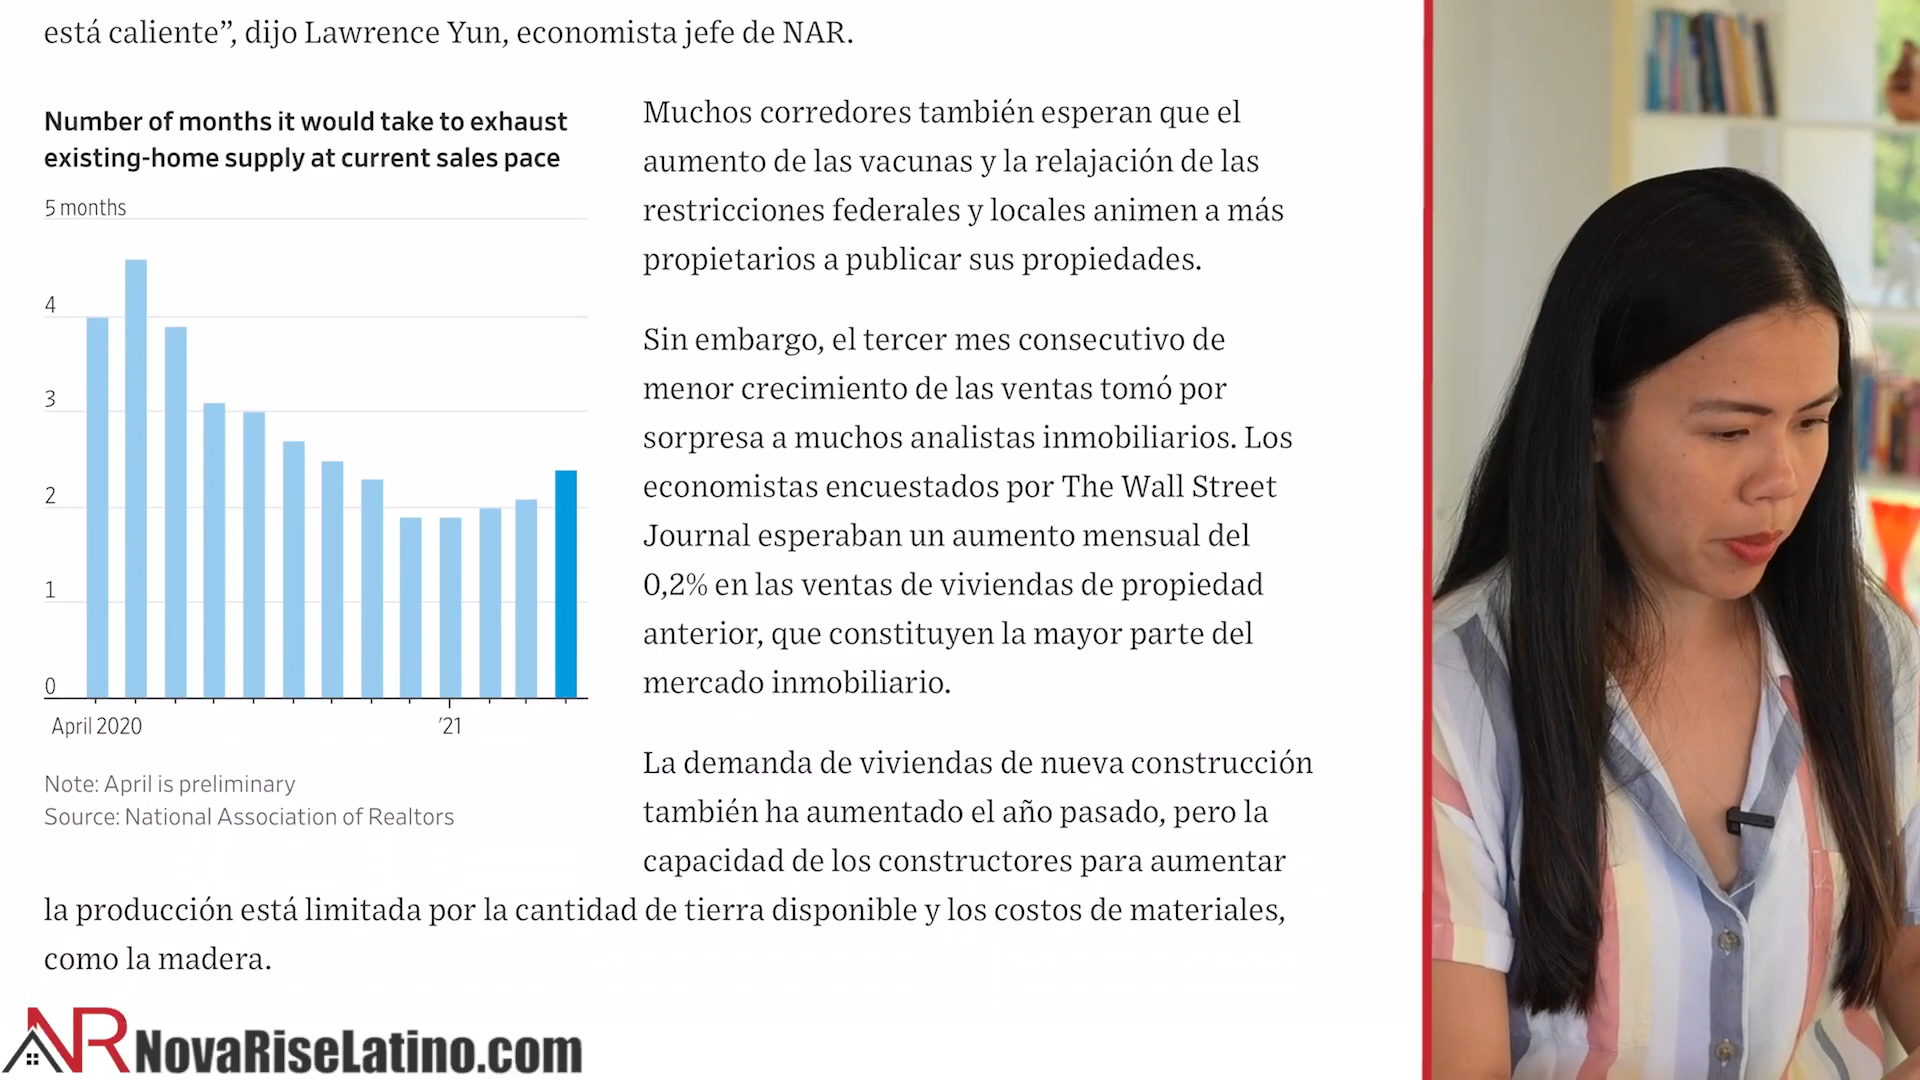 está caliente”, dijo Lawrence Yun, economista jefe de NAR.
Number of months it would take to exhaust
existing-home supply at current sales pace
5 months
4
3
2
1
0
April 2020
’21
Note: April is preliminary
Source: National Association of Realtors
Muchos corredores también esperan que el
aumento de las vacunas y la relajación de las
restricciones federales y locales animen a más
propietarios a publicar sus propiedades.
Sin embargo, el tercer mes consecutivo de
menor crecimiento de las ventas tomó por
sorpresa a muchos analistas inmobiliarios. Los
economistas encuestados por The Wall Street
Journal esperaban un aumento mensual del
0,2% en las ventas de viviendas de propiedad
anterior, que constituyen la mayor parte del
mercado inmobiliario.
La demanda de viviendas de nueva construcción
también ha aumentado el año pasado, pero la
capacidad de los constructores para aumentar
la producción está limitada por la cantidad de tierra disponible y los costos de materiales,
como la madera.
NR NovaRiseLatino.com